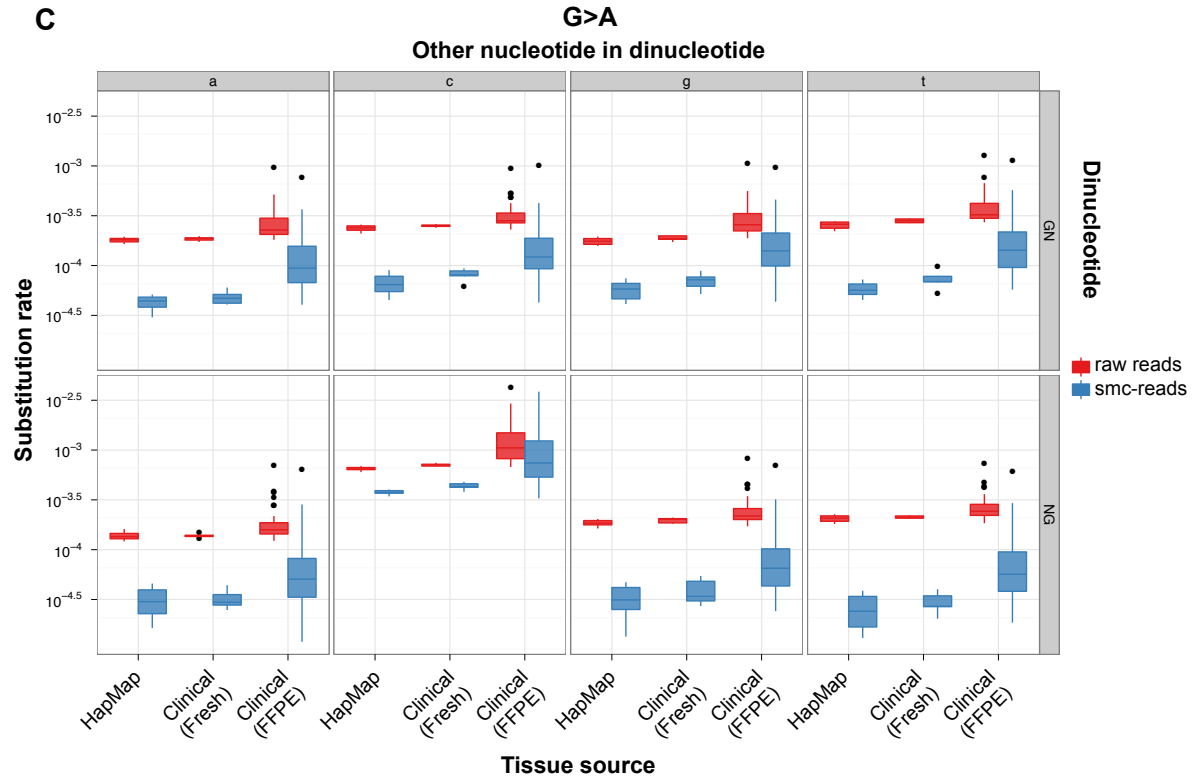 C
G>A
Other nucleotide in dinucleotide
a c g t
10^-2.5
10^-3
10^-3.5
10^-4
10^-4.5
GN
10^-2.5
10^-3
10^-3.5
10^-4
10^-4.5
NG
Substitution rate
Dinucleotide
raw reads
smc-reads
HapMap
Clinical
(Fresh)
Clinical
(FFPE)
HapMap
Clinical
(Fresh)
Clinical
(FFPE)
HapMap
Clinical
(Fresh)
Clinical
(FFPE)
HapMap
Clinical
(Fresh)
Clinical
(FFPE)
Tissue source